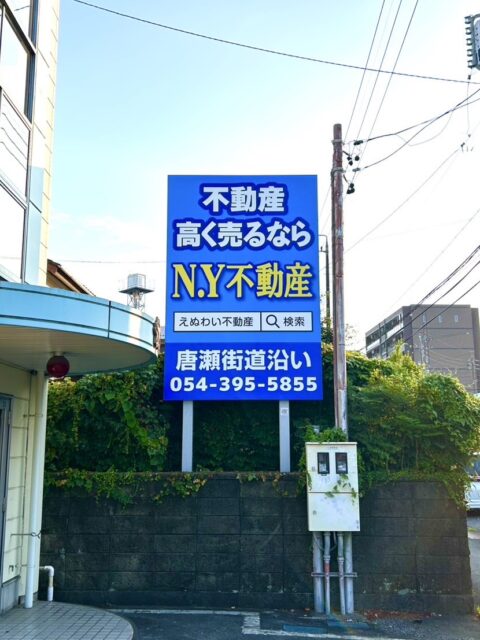 不動産
高く売るなら
N.Y不動産
えぬわい不動産 検索
唐瀬街道沿い
054-395-5855